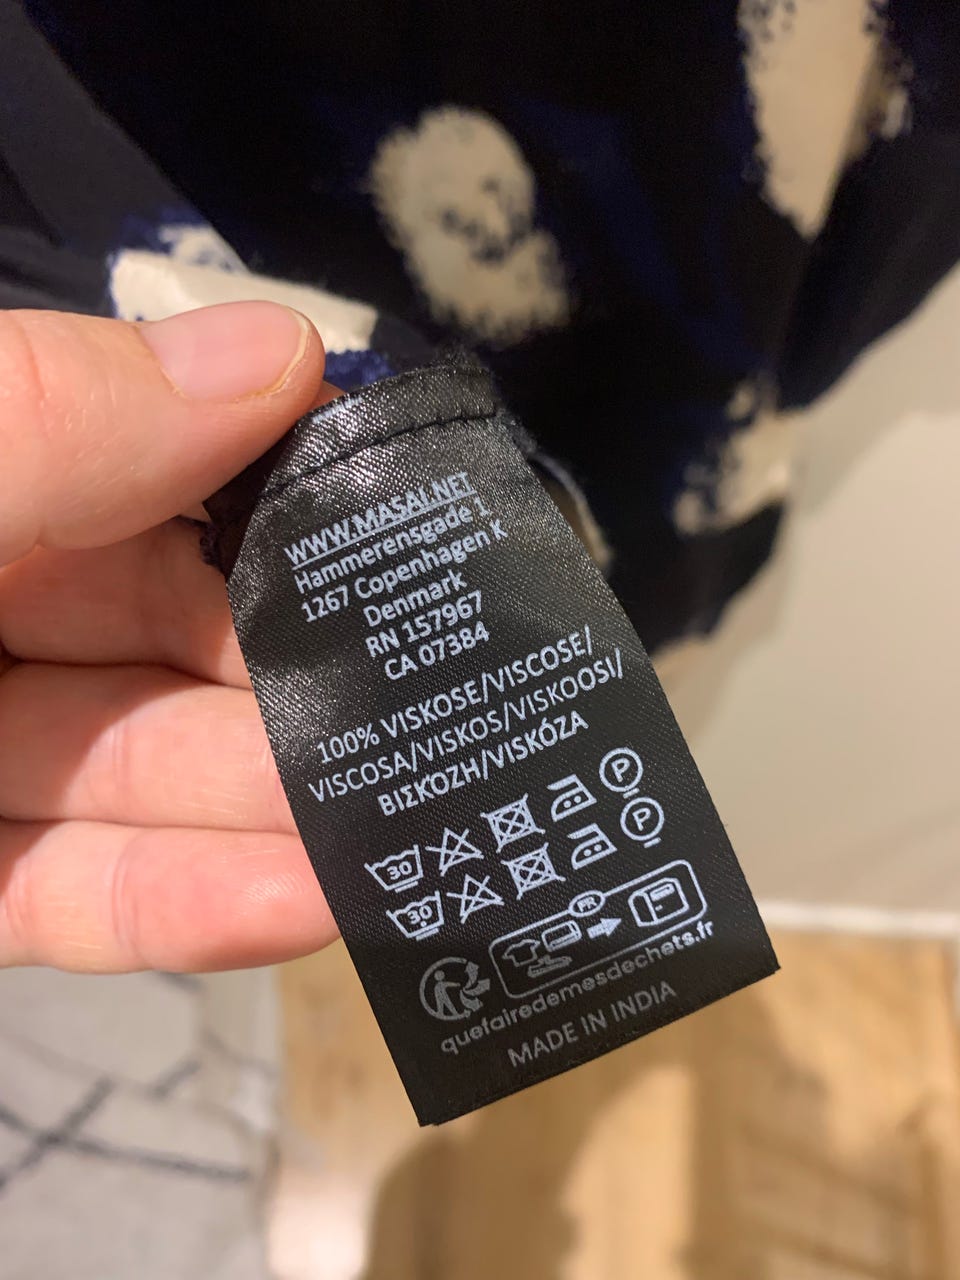 WWW.MASAI.NET
Hammerensgade 1
1267 Copenhagen K
Denmark
RN 157967
CA 07384
100% VISKOSE/VISCOSE/
VISCOSA/VISKOS/VISKOOSI/
ΒΙΣΚΌΖΗ/VISKÓZA
30 P
30 P
FR
quefairedemesdechets.fr
MADE IN INDIA